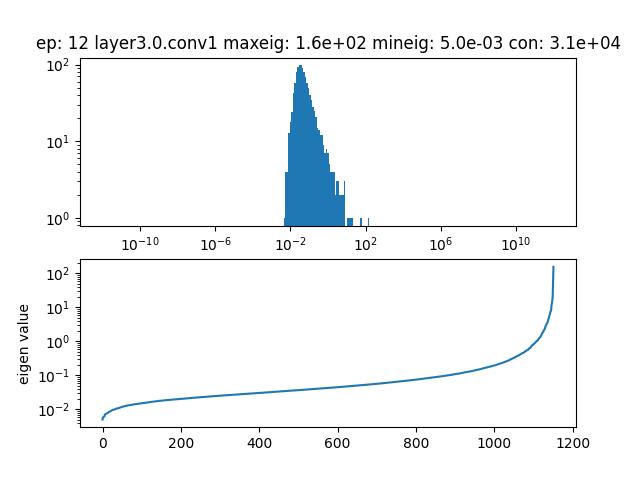 ep: 12 layer3.0.conv1 maxeig: 1.6e+02 mineig: 5.0e-03 con: 3.1e+04
10²
10¹
10⁰
10⁻¹⁰ 10⁻⁶ 10⁻² 10² 10⁶ 10¹⁰
eigen value
10²
10¹
10⁰
10⁻¹
10⁻²
0 200 400 600 800 1000 1200